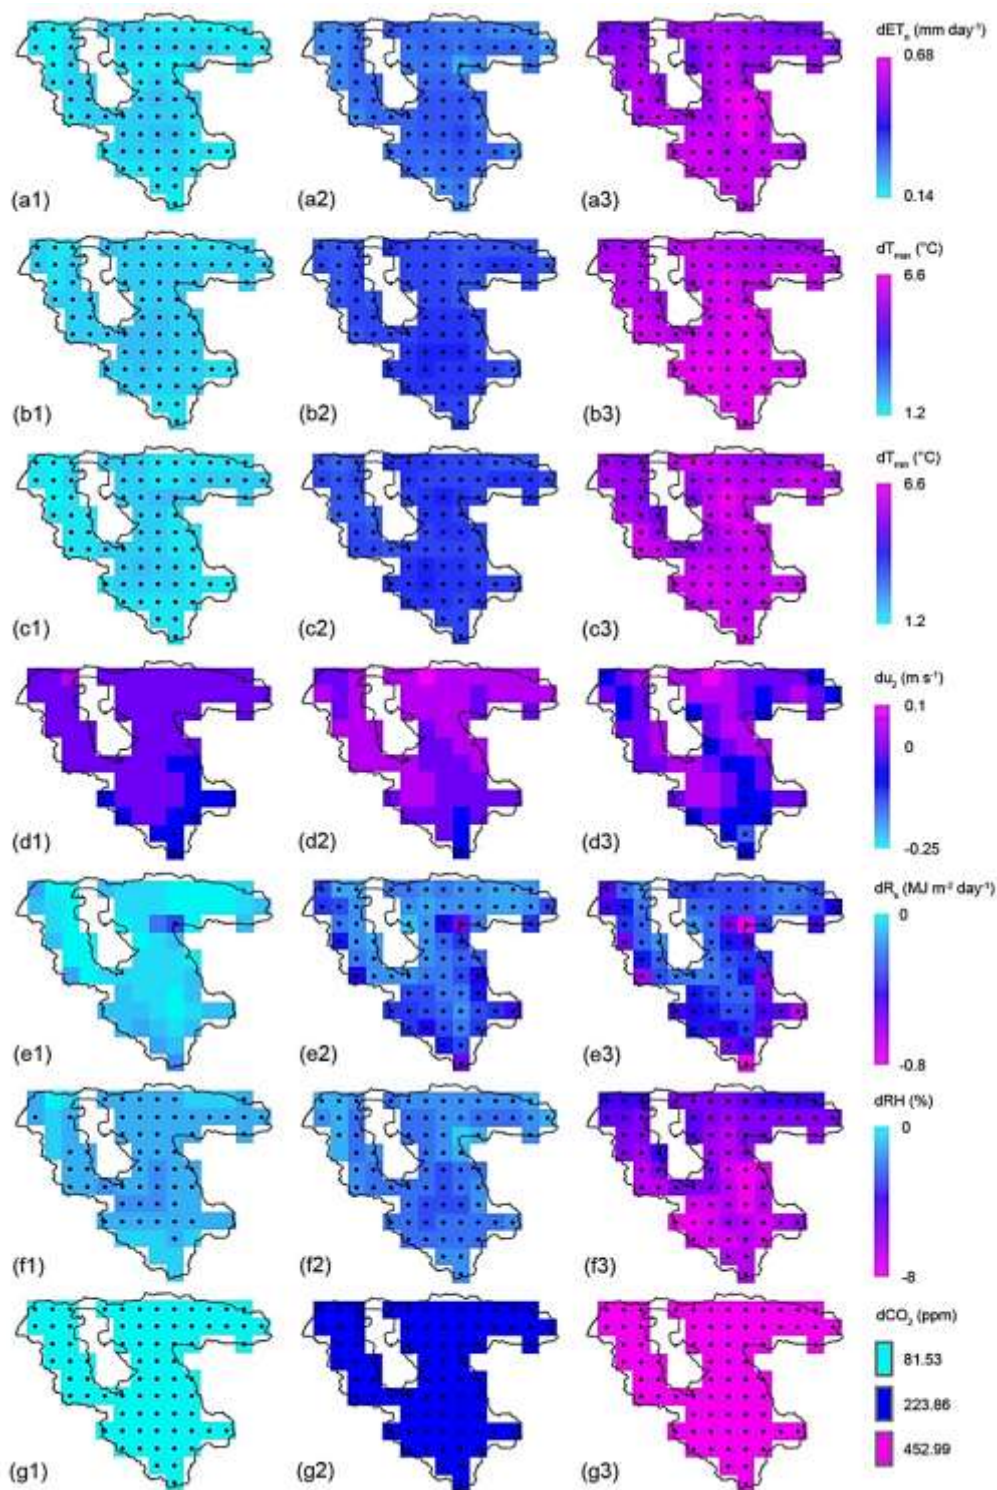 dET₀ (mm day⁻¹)
0.68
0.14
(a1)
(a2)
(a3)
dTₘₐₓ (°C)
6.6
1.2
(b1)
(b2)
(b3)
dTₘᵢₙ (°C)
6.6
1.2
(c1)
(c2)
(c3)
du₂ (m s⁻¹)
0.1
0
-0.25
(d1)
(d2)
(d3)
dRₛ (MJ m⁻² day⁻¹)
0
-0.8
(e1)
(e2)
(e3)
dRH (%)
0
-8
(f1)
(f2)
(f3)
dCO₂ (ppm)
81.53
223.86
452.99
(g1)
(g2)
(g3)